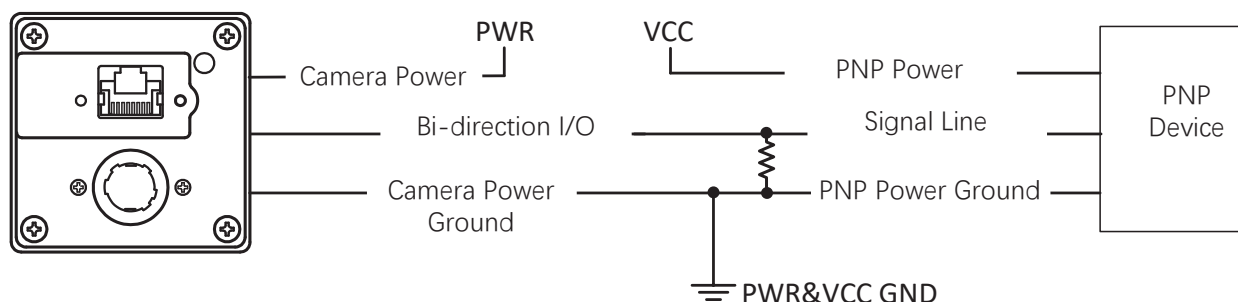 PWR
VCC
Camera Power
PNP Power
PNP
Device
Bi-direction I/O
Signal Line
Camera Power
Ground
PNP Power Ground
PWR&VCC GND